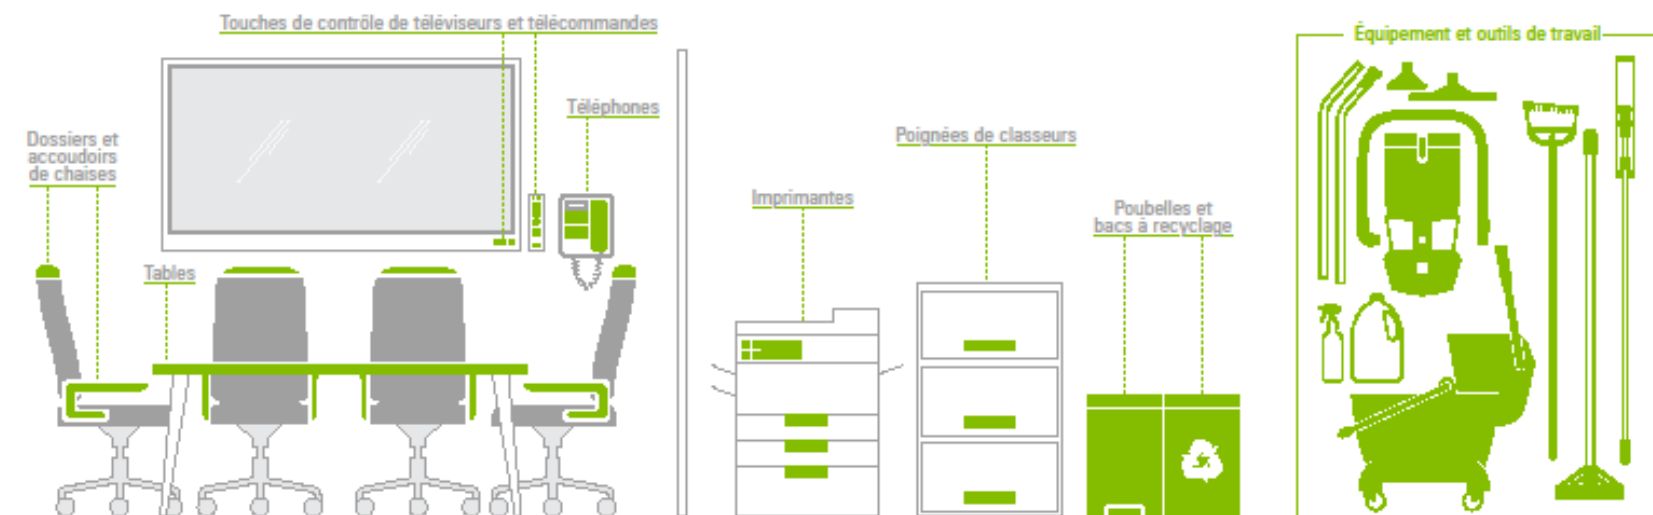 Touches de contrôle de téléviseurs et télécommandes
Téléphones
Dossiers et
accoudoirs
de chaises
Tables
Imprimantes
Poignées de classeurs
Poubelles et
bacs à recyclage
Équipement et outils de travail